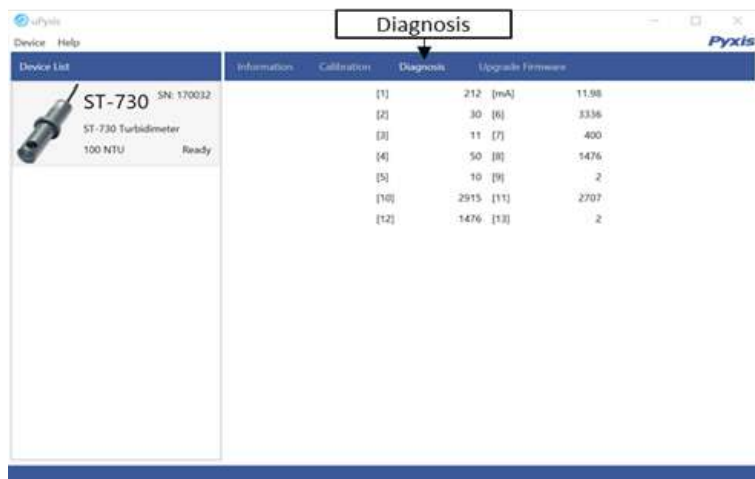 uPyxis
Diagnosis
Device Help
Pyxis
Device List
Information Calibration Diagnosis Upgrade Firmware
ST-730 SN: 170032
ST-730 Turbidimeter
100 NTU Ready
[1] 212 [mA] 11.98
[2] 30 [6] 3336
[3] 11 [7] 400
[4] 50 [8] 1476
[5] 10 [9] 2
[10] 2915 [11] 2707
[12] 1476 [13] 2